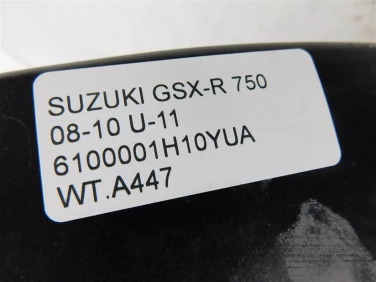 SUZUKI GSX-R 750
08-10 U-11
6100001H10YUA
WT.A447